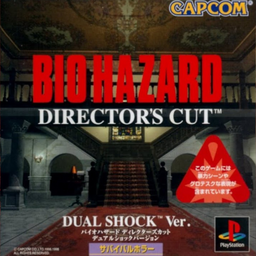 CAPCOM
BIOHAZARD
DIRECTOR'S CUT™
このゲームには
暴力シーンや
グロテスクな表現が
含まれています。
DUAL SHOCK™ Ver.
バイオハザード ディレクターズカット
デュアルショックバージョン
サバイバルホラー
PlayStation